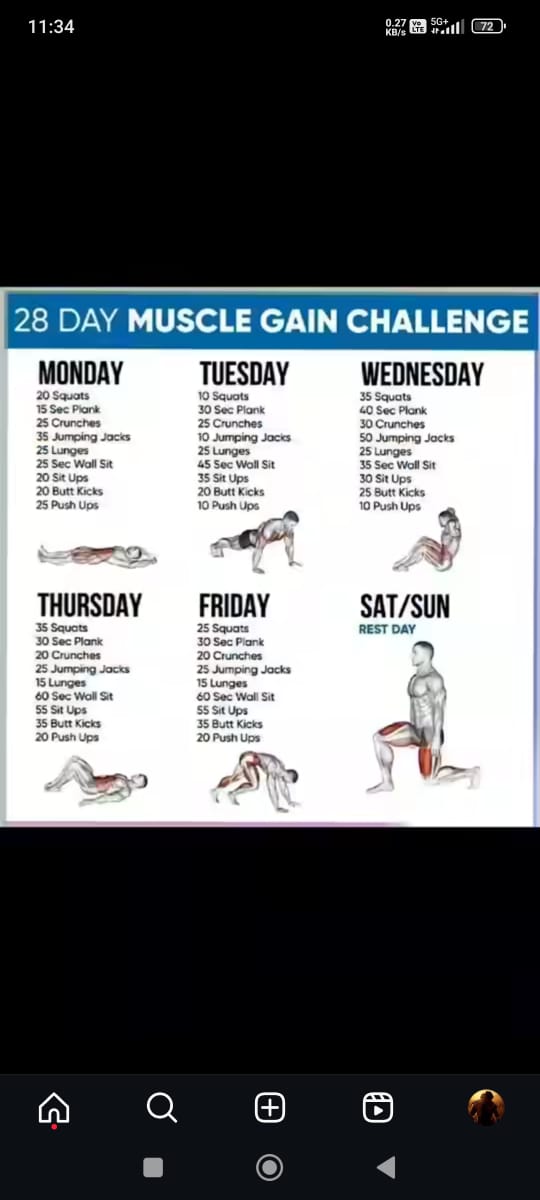 11:34
0.27 KB/s Vo LTE 5G+ 72
28 DAY MUSCLE GAIN CHALLENGE
MONDAY
20 Squats
15 Sec Plank
25 Crunches
35 Jumping Jacks
25 Lunges
25 Sec Wall Sit
20 Sit Ups
20 Butt Kicks
25 Push Ups
TUESDAY
10 Squats
30 Sec Plank
25 Crunches
10 Jumping Jacks
25 Lunges
45 Sec Wall Sit
35 Sit Ups
20 Butt Kicks
10 Push Ups
WEDNESDAY
35 Squats
40 Sec Plank
30 Crunches
50 Jumping Jacks
25 Lunges
35 Sec Wall Sit
30 Sit Ups
25 Butt Kicks
10 Push Ups
THURSDAY
35 Squats
30 Sec Plank
20 Crunches
25 Jumping Jacks
15 Lunges
60 Sec Wall Sit
55 Sit Ups
35 Butt Kicks
20 Push Ups
FRIDAY
25 Squats
30 Sec Plank
20 Crunches
25 Jumping Jacks
15 Lunges
60 Sec Wall Sit
55 Sit Ups
35 Butt Kicks
20 Push Ups
SAT/SUN
REST DAY